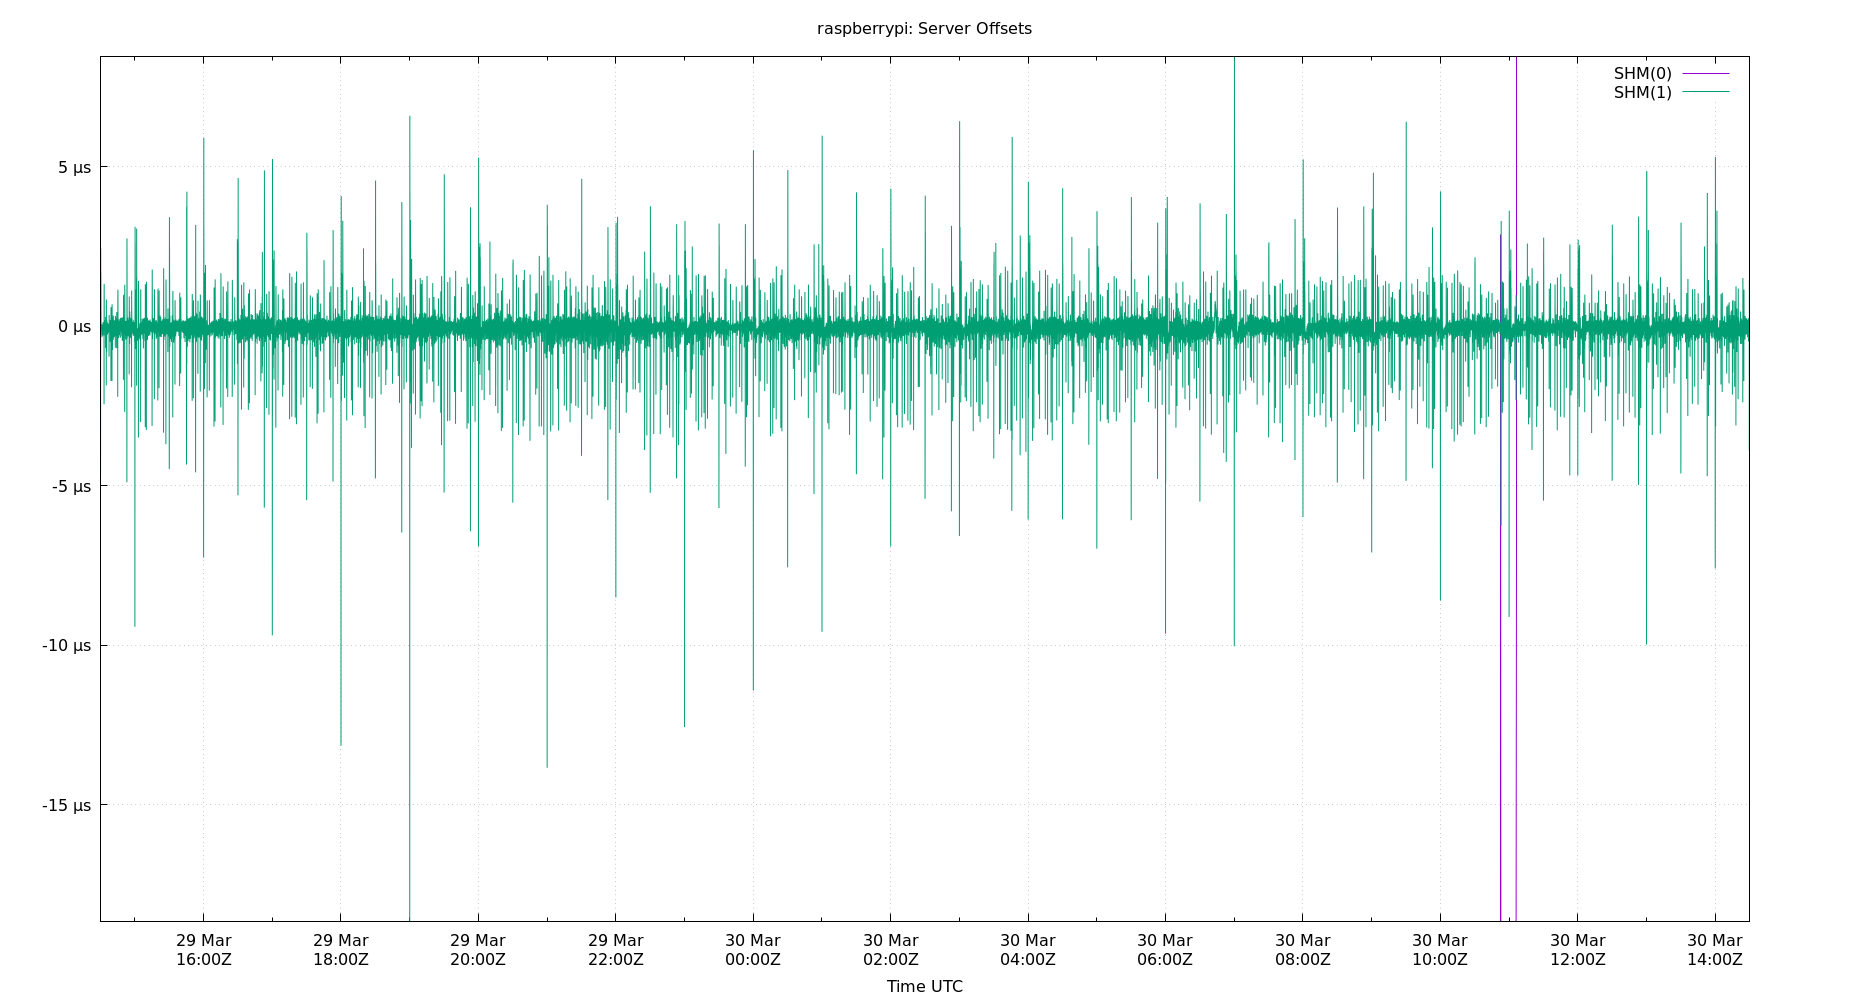 raspberrypi: Server Offsets
SHM(0)
SHM(1)
5 µs
0 µs
-5 µs
-10 µs
-15 µs
29 Mar 29 Mar 29 Mar 29 Mar 30 Mar 30 Mar 30 Mar 30 Mar 30 Mar 30 Mar 30 Mar 30 Mar
16:00Z 18:00Z 20:00Z 22:00Z 00:00Z 02:00Z 04:00Z 06:00Z 08:00Z 10:00Z 12:00Z 14:00Z
Time UTC